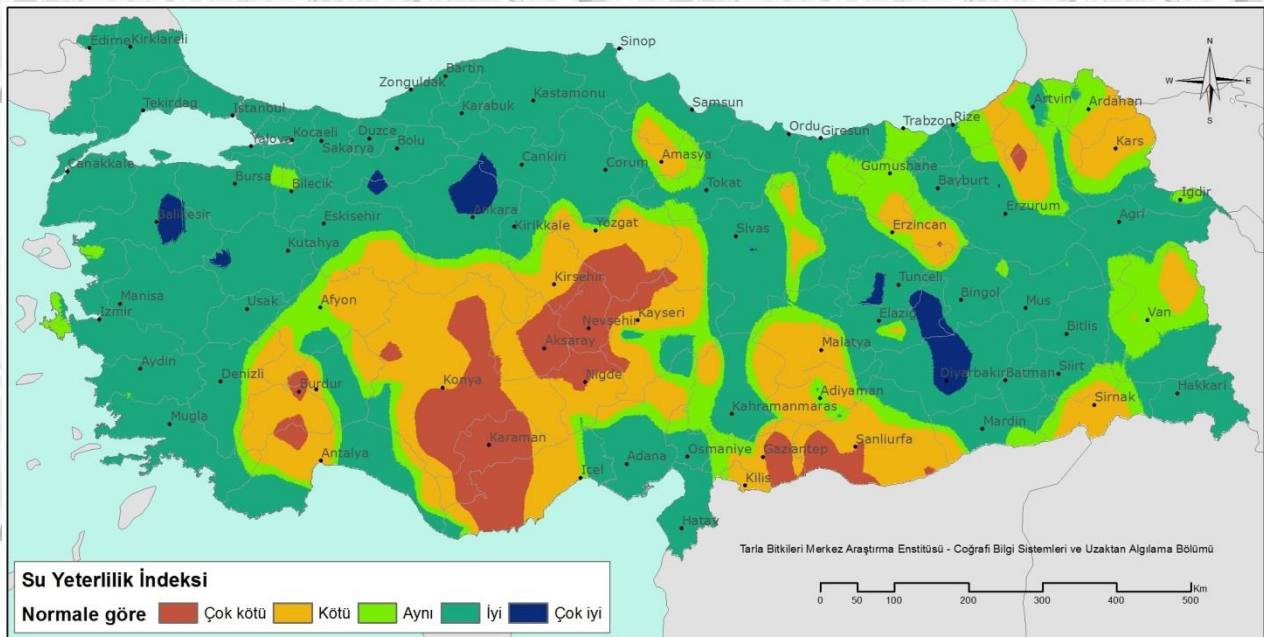 N
W E
S
Sinop
Edirne Kirklareli
Bartin
Zonguldak
Kastamonu
Karabuk
Samsun
Artvin
Ardahan
Tekirdag
Istanbul
Duzce
Bolu
Kocaeli
Sakarya
Yalova
Ordu
Giresun
Trabzon
Rize
Kars
Canakkale
Cankiri
Corum
Amasya
Gumushane
Bursa
Bilecik
Tokat
Bayburt
Igdir
Balikesir
Eskisehir
Ankara
Kirikkale
Yozgat
Sivas
Erzincan
Erzurum
Agri
Kutahya
Kirsehir
Tunceli
Manisa
Usak
Afyon
Bingol
Mus
Izmir
Nevsehir
Kayseri
Elazig
Van
Bitlis
Aksaray
Malatya
Aydin
Denizli
Burdur
Konya
Nigde
Adiyaman
Diyarbakir
Batman
Siirt
Hakkari
Mugla
Kahramanmaras
Mardin
Sirnak
Karaman
Antalya
Icel
Adana
Osmaniye
Gaziantep
Sanliurfa
Kilis
Hatay
Tarla Bitkileri Merkez Araştırma Enstitüsü - Coğrafi Bilgi Sistemleri ve Uzaktan Algılama Bölümü
Km
0 50 100 200 300 400 500
Su Yeterlilik İndeksi
Normale göre Çok kötü Kötü Aynı İyi Çok iyi